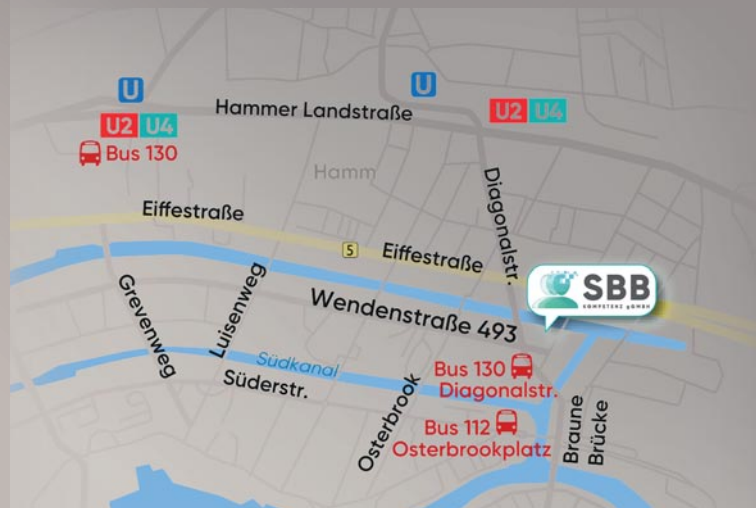 U
U
Hammer Landstraße
U2 U4
U2 U4
Bus 130
Hamm
Diagonalstr.
Eiffestraße
5
Eiffestraße
SBB
KOMPETENZ gGMBH
Grevenweg
Luisenweg
Wendenstraße 493
Südkanal
Süderstr.
Bus 130
Diagonalstr.
Osterbrook
Bus 112
Osterbrookplatz
Braune
Brücke